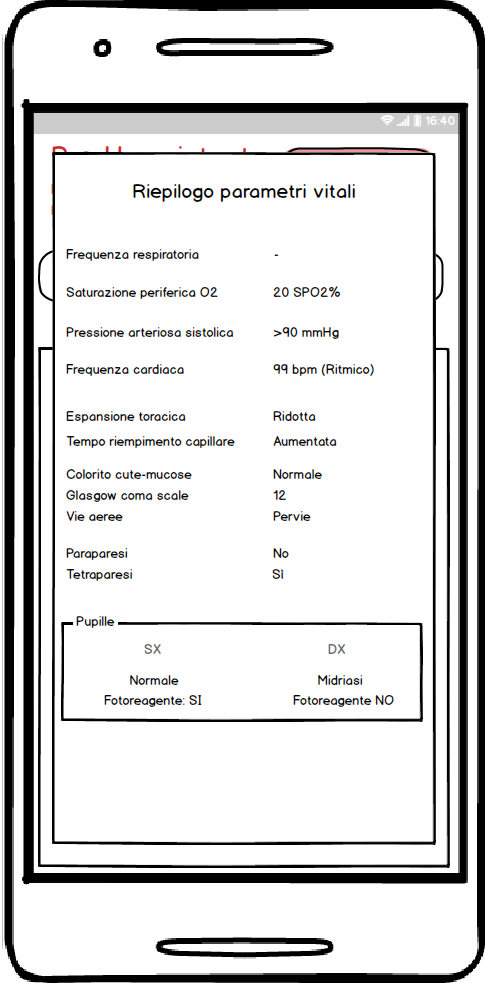 16:40
Riepilogo parametri vitali
Frequenza respiratoria -
Saturazione periferica O2 20 SPO2%
Pressione arteriosa sistolica >90 mmHg
Frequenza cardiaca 99 bpm (Ritmico)
Espansione toracica Ridotta
Tempo riempimento capillare Aumentata
Colorito cute-mucose Normale
Glasgow coma scale 12
Vie aeree Pervie
Paraparesi No
Tetraparesi Sì
Pupille
SX DX
Normale Midriasi
Fotoreagente: SI Fotoreagente NO